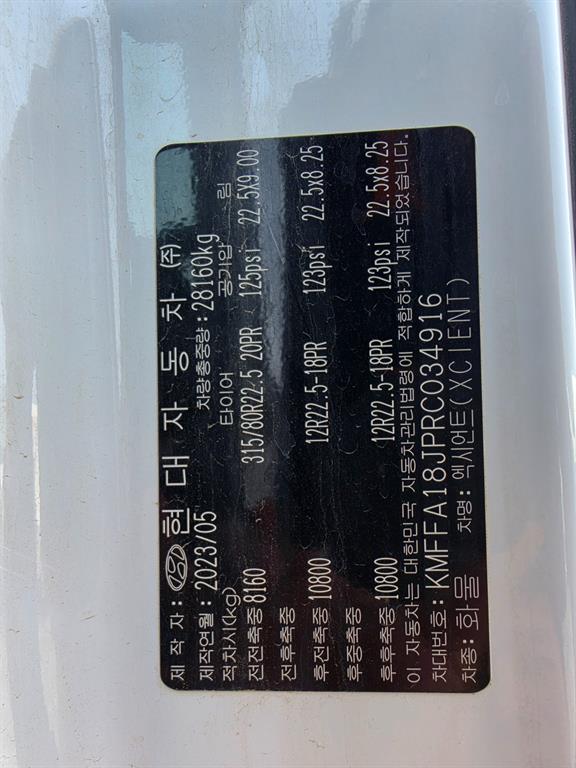 제 작 자: 현 대 자 동 차 (주)
제작연월: 2023/05 차량총중량: 28160kg
적차시(kg) 타이어 공기압 림
전전축중 8160 315/80R22.5 20PR 125psi 22.5X9.00
전후축중
후전축중 10800 12R22.5-18PR 123psi 22.5x8.25
후중축중
후후축중 10800 12R22.5-18PR 123psi 22.5x8.25
이 자동차는 대한민국 자동차관리법령에 적합하게 제작되었습니다.
차대번호: KMFFA18JPRC034916
차종: 화물 차명: 엑시언트(XCIENT)